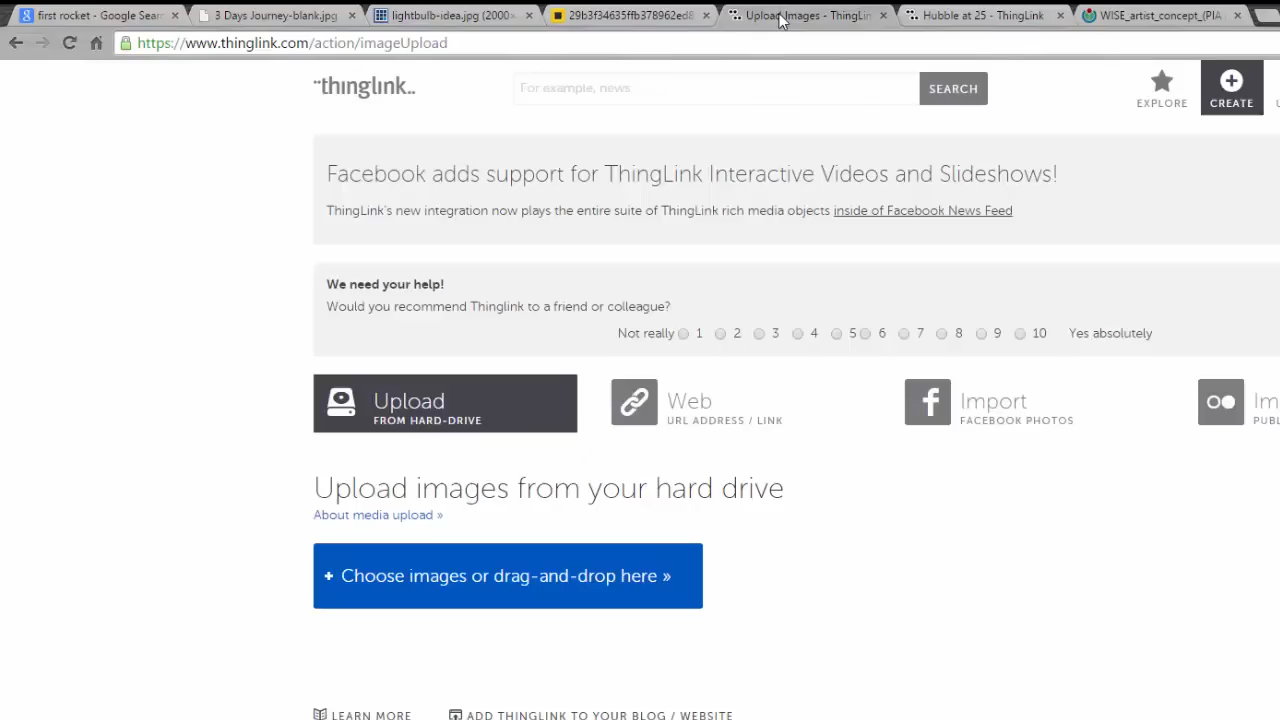 first rocket - Google Sear
3 Days Journey-blank.jpg
lightbulb-idea.jpg (2000×
29b3f34635ffb378962ed8
Upload Images - ThingLin
Hubble at 25 - ThingLink
WISE_artist_concept_(PIA
https://www.thinglink.com/action/imageUpload
thinglink..
For example, news
SEARCH
EXPLORE
CREATE
Facebook adds support for ThingLink Interactive Videos and Slideshows!
ThingLink's new integration now plays the entire suite of ThingLink rich media objects inside of Facebook News Feed
We need your help!
Would you recommend Thinglink to a friend or colleague?
Not really 1 2 3 4 5 6 7 8 9 10 Yes absolutely
Upload
FROM HARD-DRIVE
Web
URL ADDRESS / LINK
Import
FACEBOOK PHOTOS
Im
PUBL
Upload images from your hard drive
About media upload »
+ Choose images or drag-and-drop here »
LEARN MORE
ADD THINGLINK TO YOUR BLOG / WEBSITE